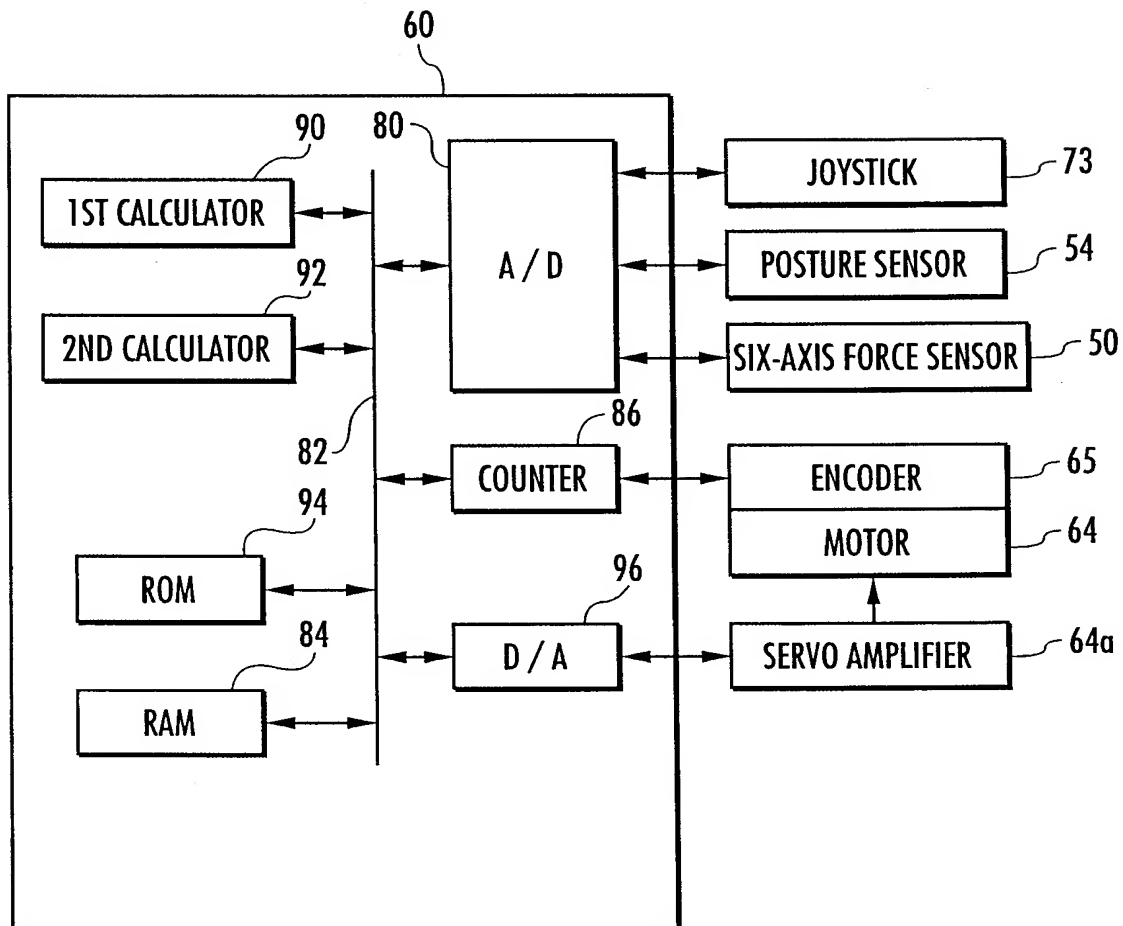 60
90
80
1ST CALCULATOR
A / D
JOYSTICK
73
92
2ND CALCULATOR
POSTURE SENSOR
54
SIX-AXIS FORCE SENSOR
50
82
86
COUNTER
ENCODER
65
MOTOR
64
94
ROM
96
D / A
SERVO AMPLIFIER
64a
84
RAM